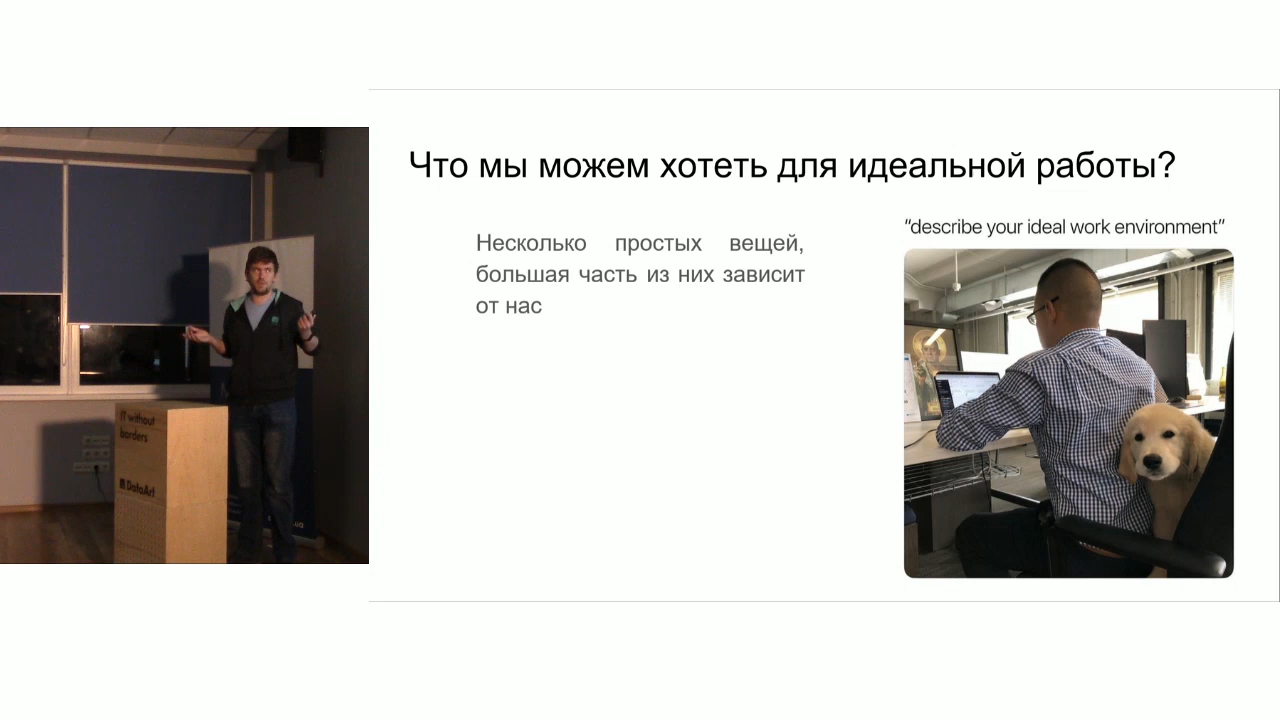 Что мы можем хотеть для идеальной работы?
Несколько простых вещей,
большая часть из них зависит
от нас
"describe your ideal work environment"
IT without
borders
DataArt